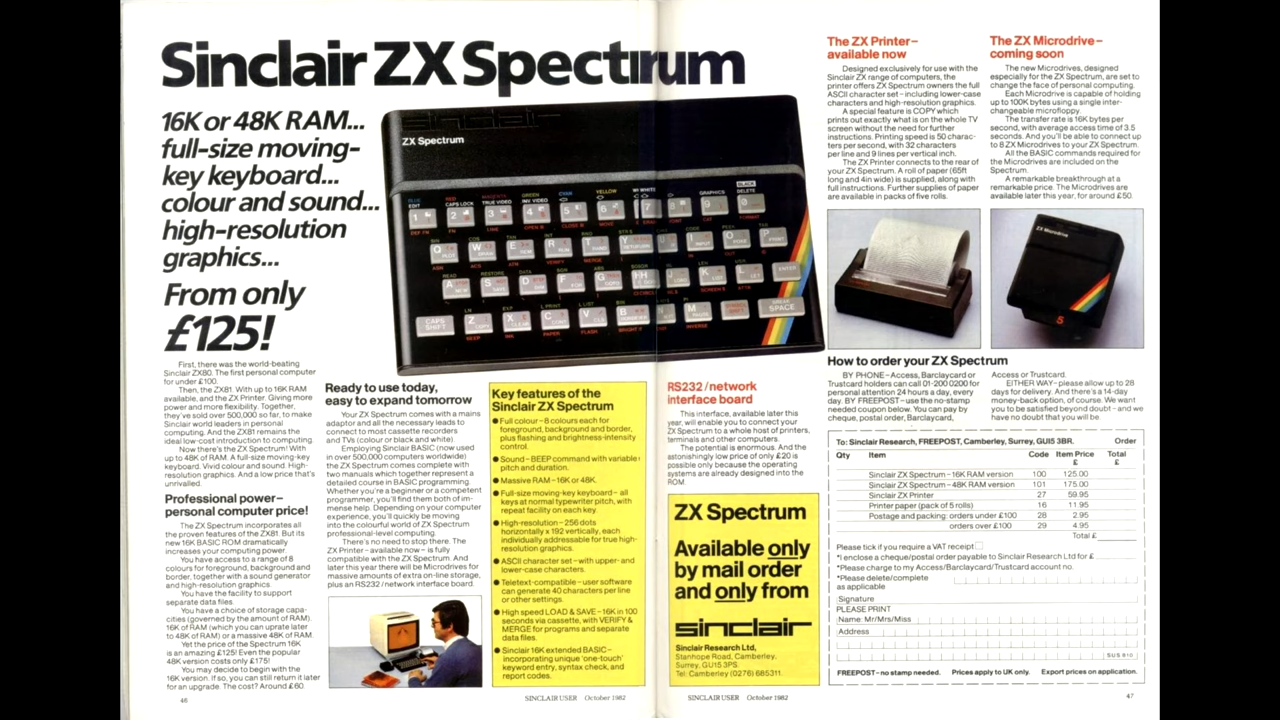 Sinclair ZX Spectrum
16K or 48K RAM...
full-size moving-
key keyboard...
colour and sound...
high-resolution
graphics...
From only
£125!
First, there was the world-beating
Sinclair ZX80. The first personal computer
for under £100.
Then, the ZX81. With up to 16K RAM
available, and the ZX Printer. Giving more
power and more flexibility. Together,
they've sold over 500,000 so far, to make
Sinclair world leaders in personal
computing. And the ZX81 remains the
ideal low-cost introduction to computing.
Now there's the Spectrum! With
up to 48K of RAM. A full-size moving-key
keyboard. Vivid colour and sound. High-
resolution graphics. And a low price that's
unrivalled.
Professional power–
personal computer price!
The ZX Spectrum incorporates all
the proven features of the ZX81. But its
new 16K BASIC ROM dramatically
increases your computing power.
You have access to a range of 8
colours for foreground, background and
border, together with a sound generator
and high-resolution graphics.
You have the facility to support
separate data files.
You have a choice of storage capa-
cities (governed by the amount of RAM).
16K of RAM (which you can uprate later
to 48K of RAM) or a massive 48K of RAM.
Yet the price of the Spectrum 16K
is an amazing £125! Even the popular
48K version costs only £175!
You may decide to begin with the
16K version. If so, you can still return it later
for an upgrade. The cost? Around £60.
46
ZX Spectrum
Ready to use today,
easy to expand tomorrow
Your ZX Spectrum comes with a mains
adaptor and all the necessary leads to
connect to most cassette recorders
and TVs (colour or black and white).
Employing Sinclair BASIC (now used
in over 500,000 computers worldwide)
the ZX Spectrum comes complete with
two manuals which together represent a
detailed course in BASIC programming.
Whether you're a beginner or a competent
programmer, you'll find them both of im-
mense help. Depending on your computer
experience, you'll quickly be moving
into the colourful world of ZX Spectrum
professional-level computing.
There's no need to stop there. The
ZX Printer – available now – is fully
compatible with the ZX Spectrum. And
later this year there will be Microdrives for
massive amounts of extra on-line storage,
plus an RS232 / network interface board.
Key features of the
Sinclair ZX Spectrum
● Full colour – 8 colours each for
foreground, background and border,
plus flashing and brightness-intensity
control.
● Sound – BEEP command with variable
pitch and duration.
● Massive RAM – 16K or 48K.
● Full-size moving-key keyboard – all
keys at normal typewriter pitch, with
repeat facility on each key.
● High-resolution – 256 dots
horizontally x 192 vertically, each
individually addressable for true high-
resolution graphics.
● ASCII character set – with upper- and
lower-case characters.
● Teletext-compatible – user software
can generate 40 characters per line
or other settings.
● High speed LOAD & SAVE – 16K in 100
seconds via cassette, with VERIFY &
MERGE for programs and separate
data files.
● Sinclair 16K extended BASIC –
incorporating unique 'one-touch'
keyword entry, syntax check, and
report codes.
SINCLAIR USER October 1982
RS232 / network
interface board
This interface, available later this
year, will enable you to connect your
ZX Spectrum to a whole host of printers,
terminals and other computers.
The potential is enormous. And the
astonishingly low price of only £20 is
possible only because the operating
systems are already designed into the
ROM.
ZX Spectrum
Available only
by mail order
and only from
sinclair
Sinclair Research Ltd,
Stanhope Road, Camberley,
Surrey, GU15 3PS.
Tel: Camberley (0276) 685311.
SINCLAIR USER October 1982
The ZX Printer–
available now
Designed exclusively for use with the
Sinclair ZX range of computers, the
printer offers ZX Spectrum owners the full
ASCII character set – including lower-case
characters and high-resolution graphics.
A special feature is COPY which
prints out exactly what is on the whole TV
screen without the need for further
instructions. Printing speed is 50 charac-
ters per second, with 32 characters
per line and 9 lines per vertical inch.
The ZX Printer connects to the rear of
your ZX Spectrum. A roll of paper (65ft
long and 4in wide) is supplied, along with
full instructions. Further supplies of paper
are available in packs of five rolls.
The ZX Microdrive–
coming soon
The new Microdrives, designed
especially for the ZX Spectrum, are set to
change the face of personal computing.
Each Microdrive is capable of holding
up to 100K bytes using a single inter-
changeable microfloppy.
The transfer rate is 16K bytes per
second, with average access time of 3.5
seconds. And you'll be able to connect up
to 8 ZX Microdrives to your ZX Spectrum.
All the BASIC commands required for
the Microdrives are included on the
Spectrum.
A remarkable breakthrough at a
remarkable price. The Microdrives are
available later this year, for around £50.
ZX Microdrive
How to order your ZX Spectrum
BY PHONE – Access, Barclaycard or
Trustcard holders can call 01-200 0200 for
personal attention 24 hours a day, every
day. BY FREEPOST – use the no-stamp
needed coupon below. You can pay by
cheque, postal order, Barclaycard,
Access or Trustcard.
EITHER WAY – please allow up to 28
days for delivery. And there's a 14-day
money-back option, of course. We want
you to be satisfied beyond doubt – and we
have no doubt that you will be.
To: Sinclair Research, FREEPOST, Camberley, Surrey, GU15 3BR. Order
Qty Item Code Item Price £ Total £
Sinclair ZX Spectrum – 16K RAM version 100 125.00
Sinclair ZX Spectrum – 48K RAM version 101 175.00
Sinclair ZX Printer 27 59.95
Printer paper (pack of 5 rolls) 16 11.95
Postage and packing: orders under £100 28 2.95
orders over £100 29 4.95
Total £
Please tick if you require a VAT receipt
*I enclose a cheque/postal order payable to Sinclair Research Ltd for £
*Please charge to my Access/Barclaycard/Trustcard account no.
*Please delete/complete
as applicable
Signature
PLEASE PRINT
Name: Mr/Mrs/Miss
Address
SUS 810
FREEPOST – no stamp needed. Prices apply to UK only. Export prices on application.
47